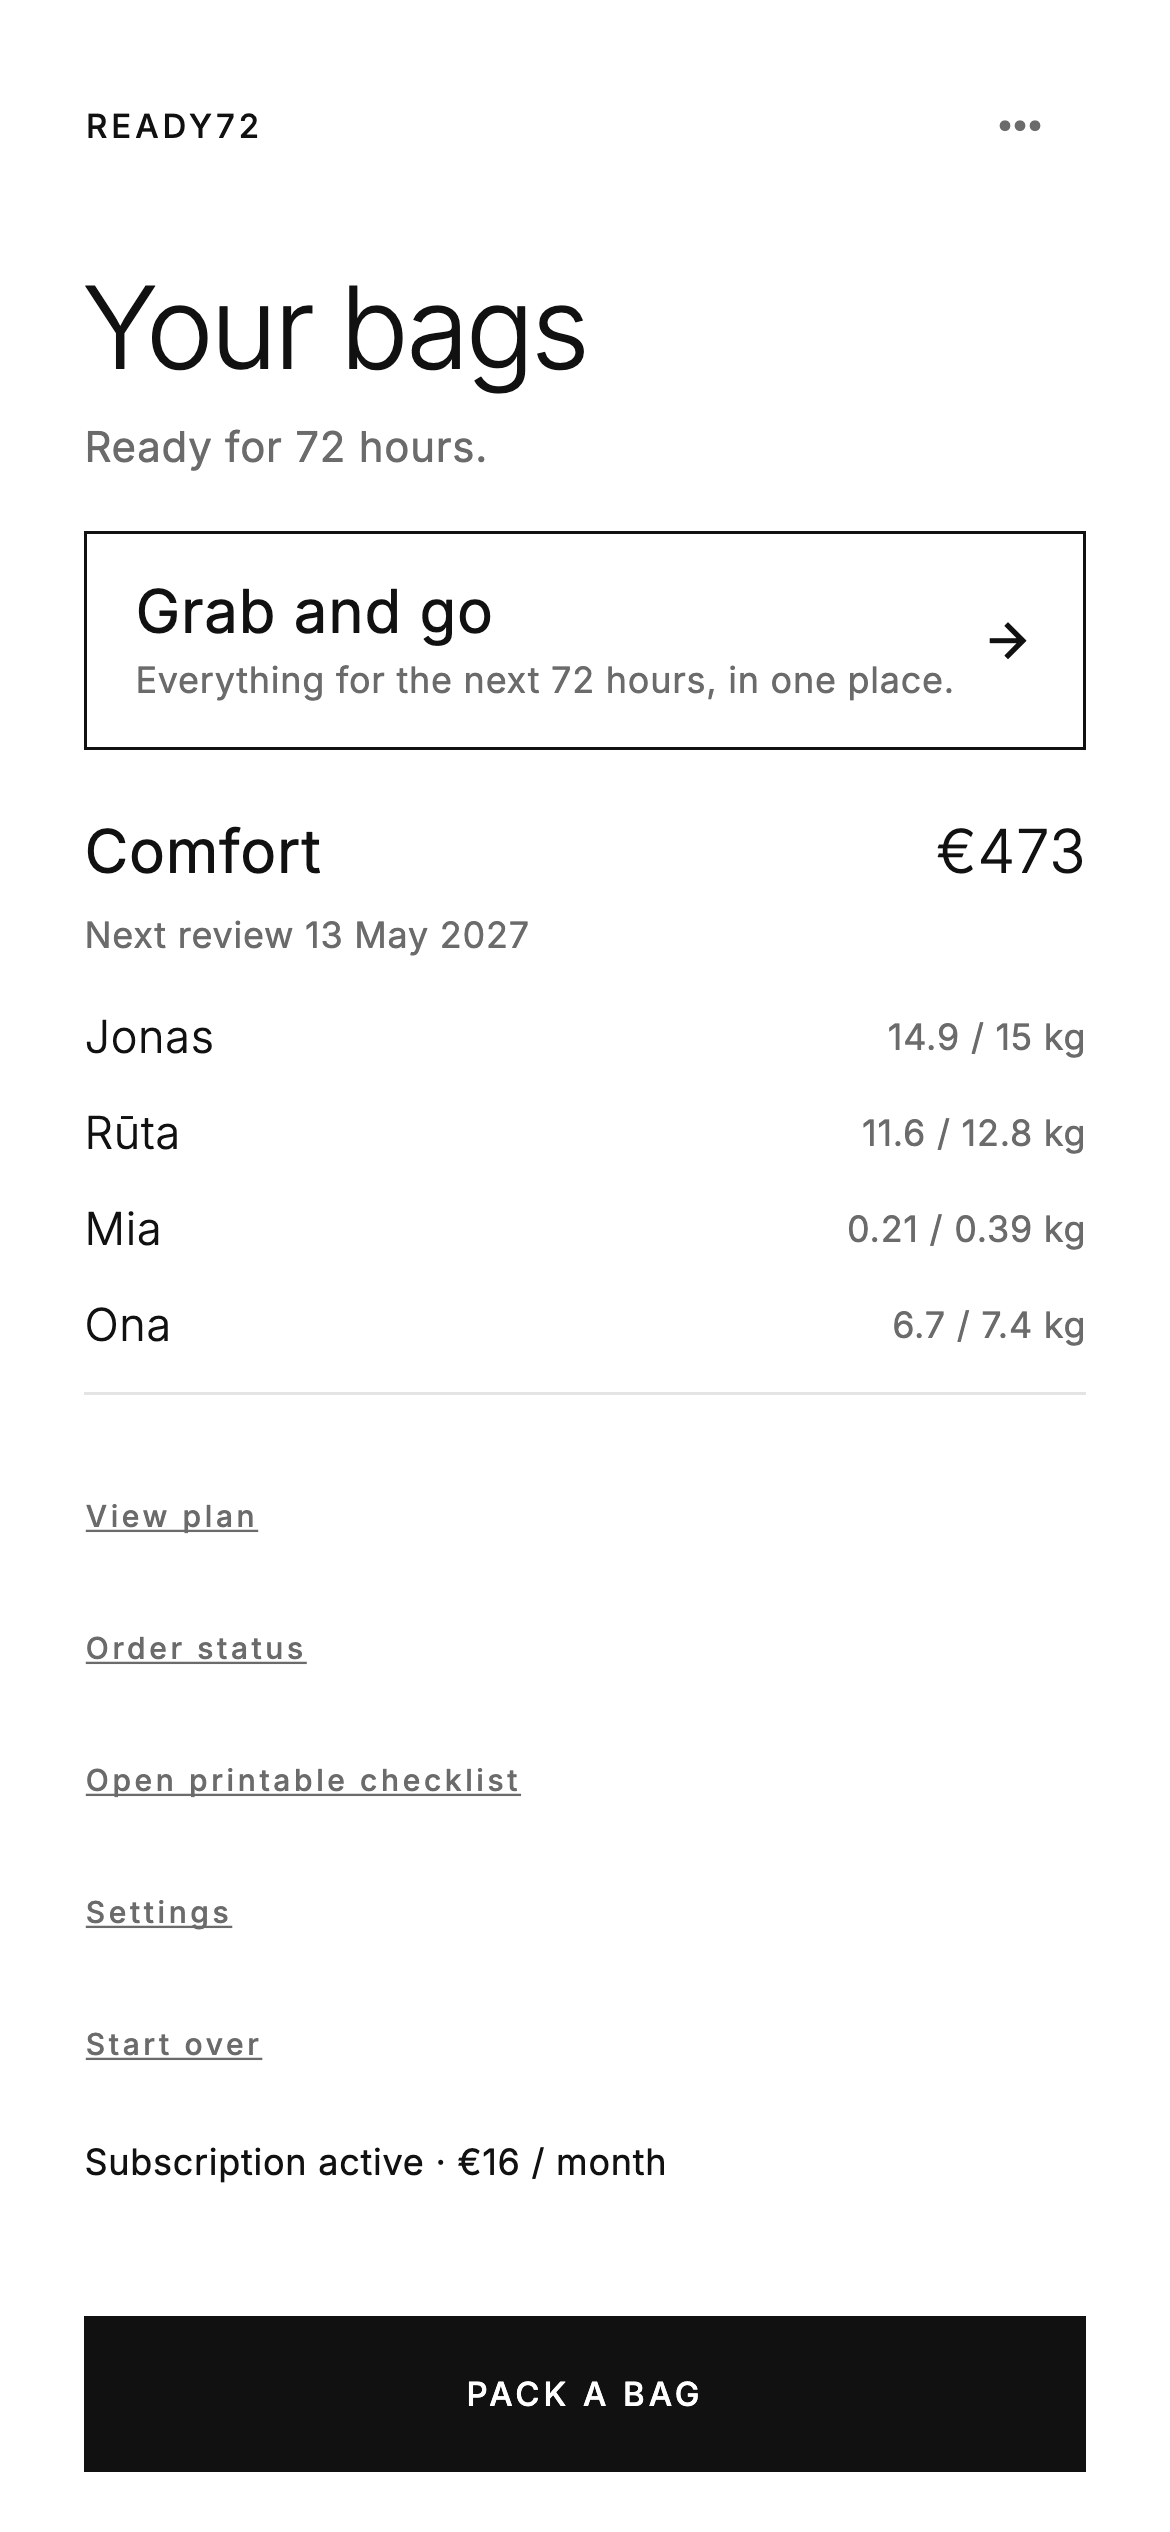 READY72
Your bags
Ready for 72 hours.
Grab and go
Everything for the next 72 hours, in one place.
Comfort €473
Next review 13 May 2027
Jonas 14.9 / 15 kg
Rūta 11.6 / 12.8 kg
Mia 0.21 / 0.39 kg
Ona 6.7 / 7.4 kg
View plan
Order status
Open printable checklist
Settings
Start over
Subscription active · €16 / month
PACK A BAG